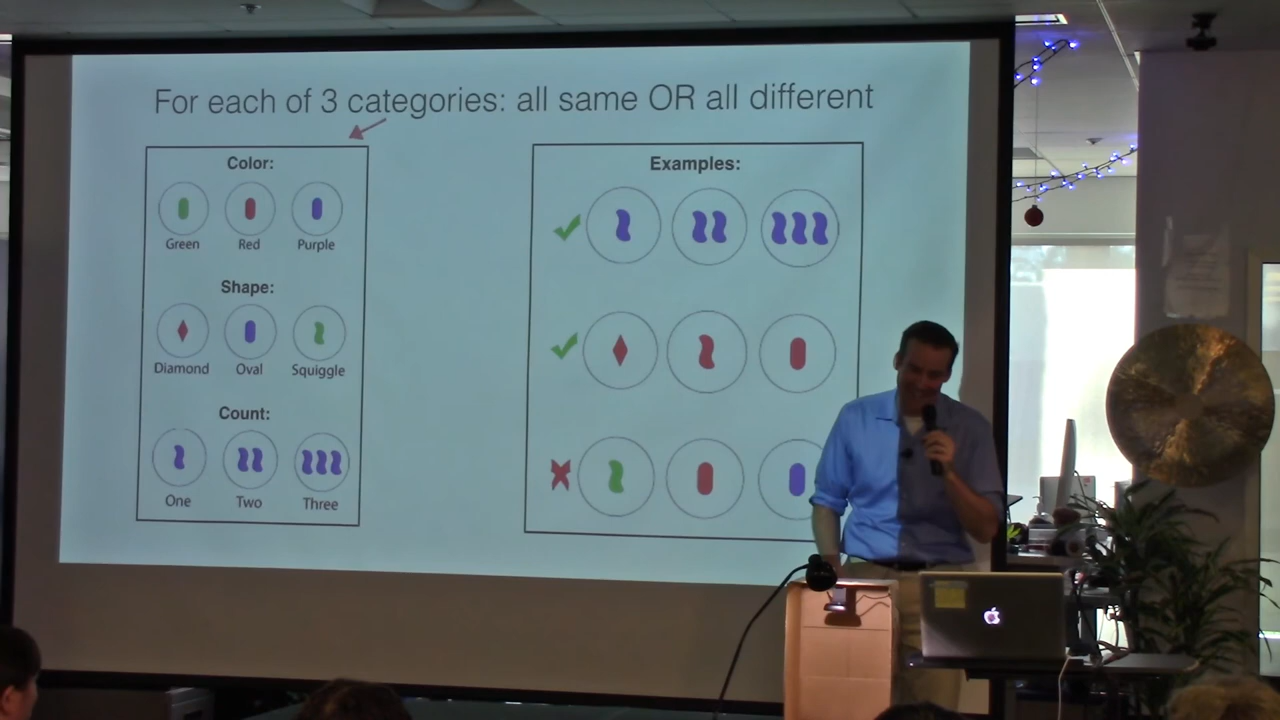 For each of 3 categories: all same OR all different
Color:
Green Red Purple
Shape:
Diamond Oval Squiggle
Count:
One Two Three
Examples: